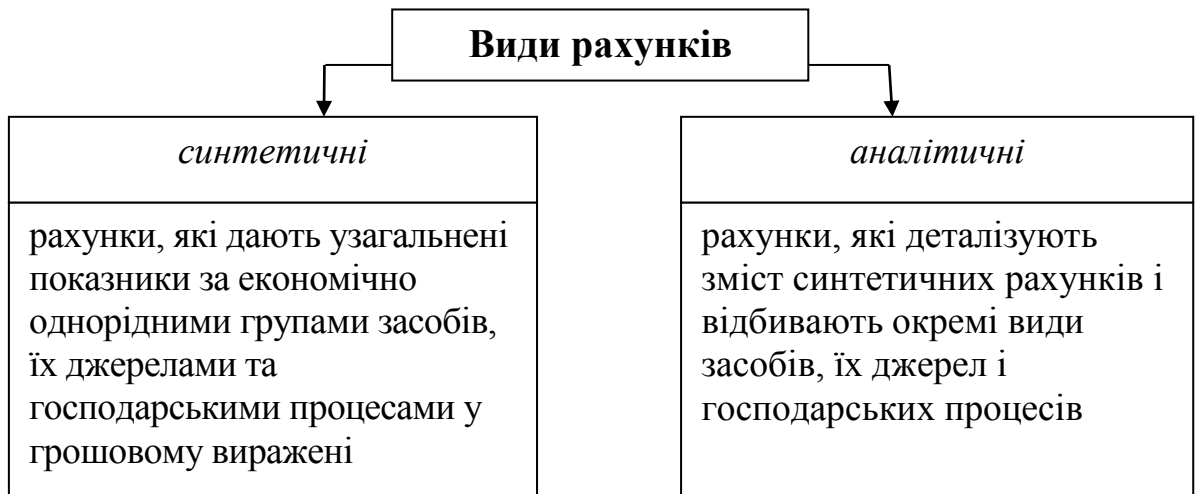 Види рахунків
синтетичні
рахунки, які дають узагальнені
показники за економічно
однорідними групами засобів,
їх джерелами та
господарськими процесами у
грошовому виражені
аналітичні
рахунки, які деталізують
зміст синтетичних рахунків і
відбивають окремі види
засобів, їх джерел і
господарських процесів